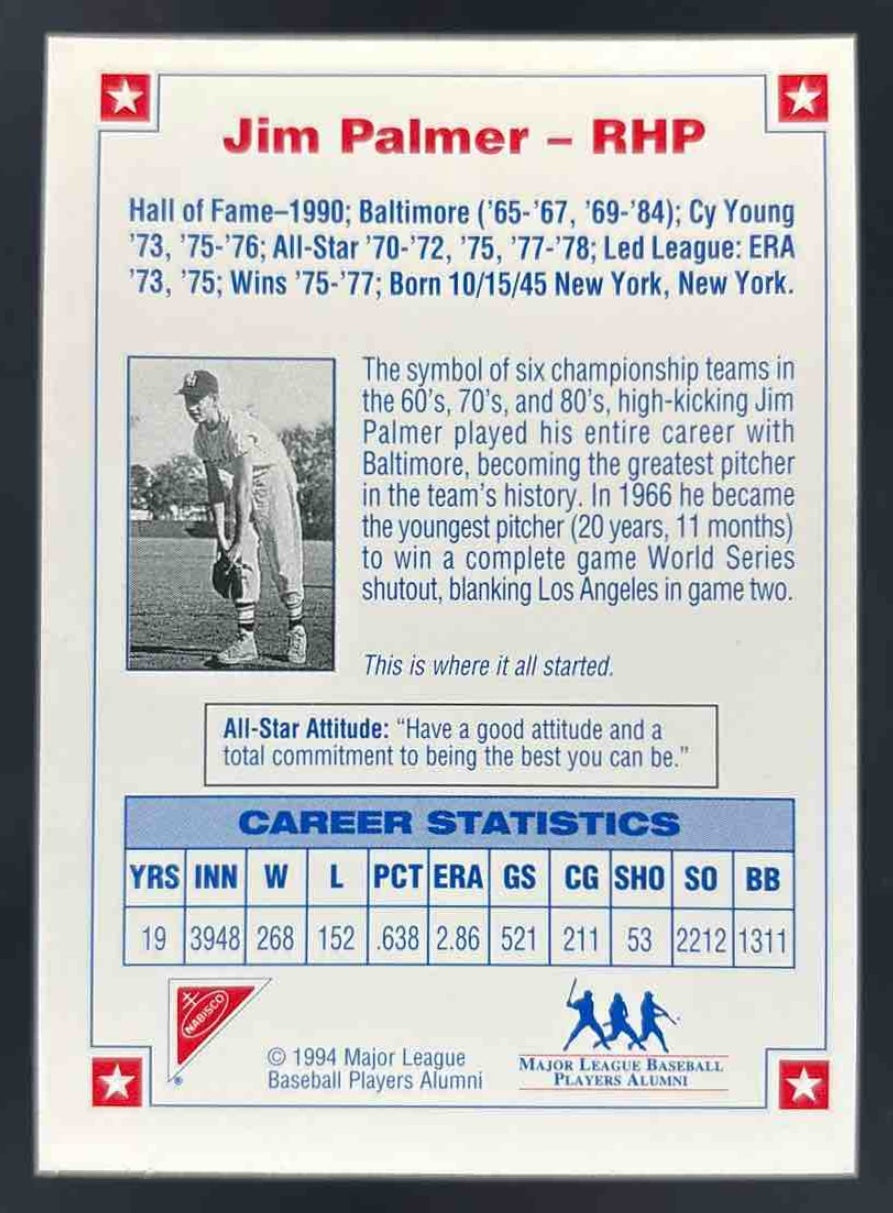 Jim Palmer – RHP
Hall of Fame–1990; Baltimore ('65-'67, '69-'84); Cy Young
'73, '75-'76; All-Star '70-'72, '75, '77-'78; Led League: ERA
'73, '75; Wins '75-'77; Born 10/15/45 New York, New York.
The symbol of six championship teams in
the 60's, 70's, and 80's, high-kicking Jim
Palmer played his entire career with
Baltimore, becoming the greatest pitcher
in the team's history. In 1966 he became
the youngest pitcher (20 years, 11 months)
to win a complete game World Series
shutout, blanking Los Angeles in game two.
This is where it all started.
All-Star Attitude: "Have a good attitude and a
total commitment to being the best you can be."
CAREER STATISTICS
YRS INN W L PCT ERA GS CG SHO SO BB
19 3948 268 152 .638 2.86 521 211 53 2212 1311
NABISCO
®
© 1994 Major League
Baseball Players Alumni
MAJOR LEAGUE BASEBALL
PLAYERS ALUMNI